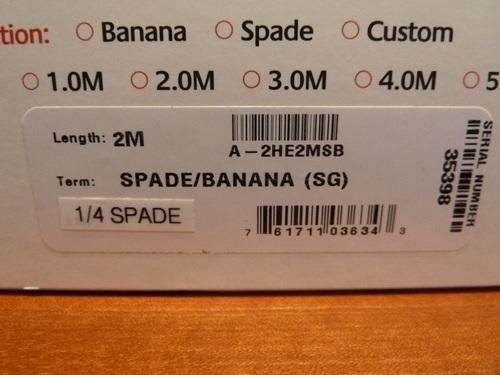 tion: Banana Spade Custom
1.0M 2.0M 3.0M 4.0M 5
Length: 2M
A-2HE2MSB
Term: SPADE/BANANA (SG)
1/4 SPADE
7 61711 03634 3
SERIAL NUMBER
35398